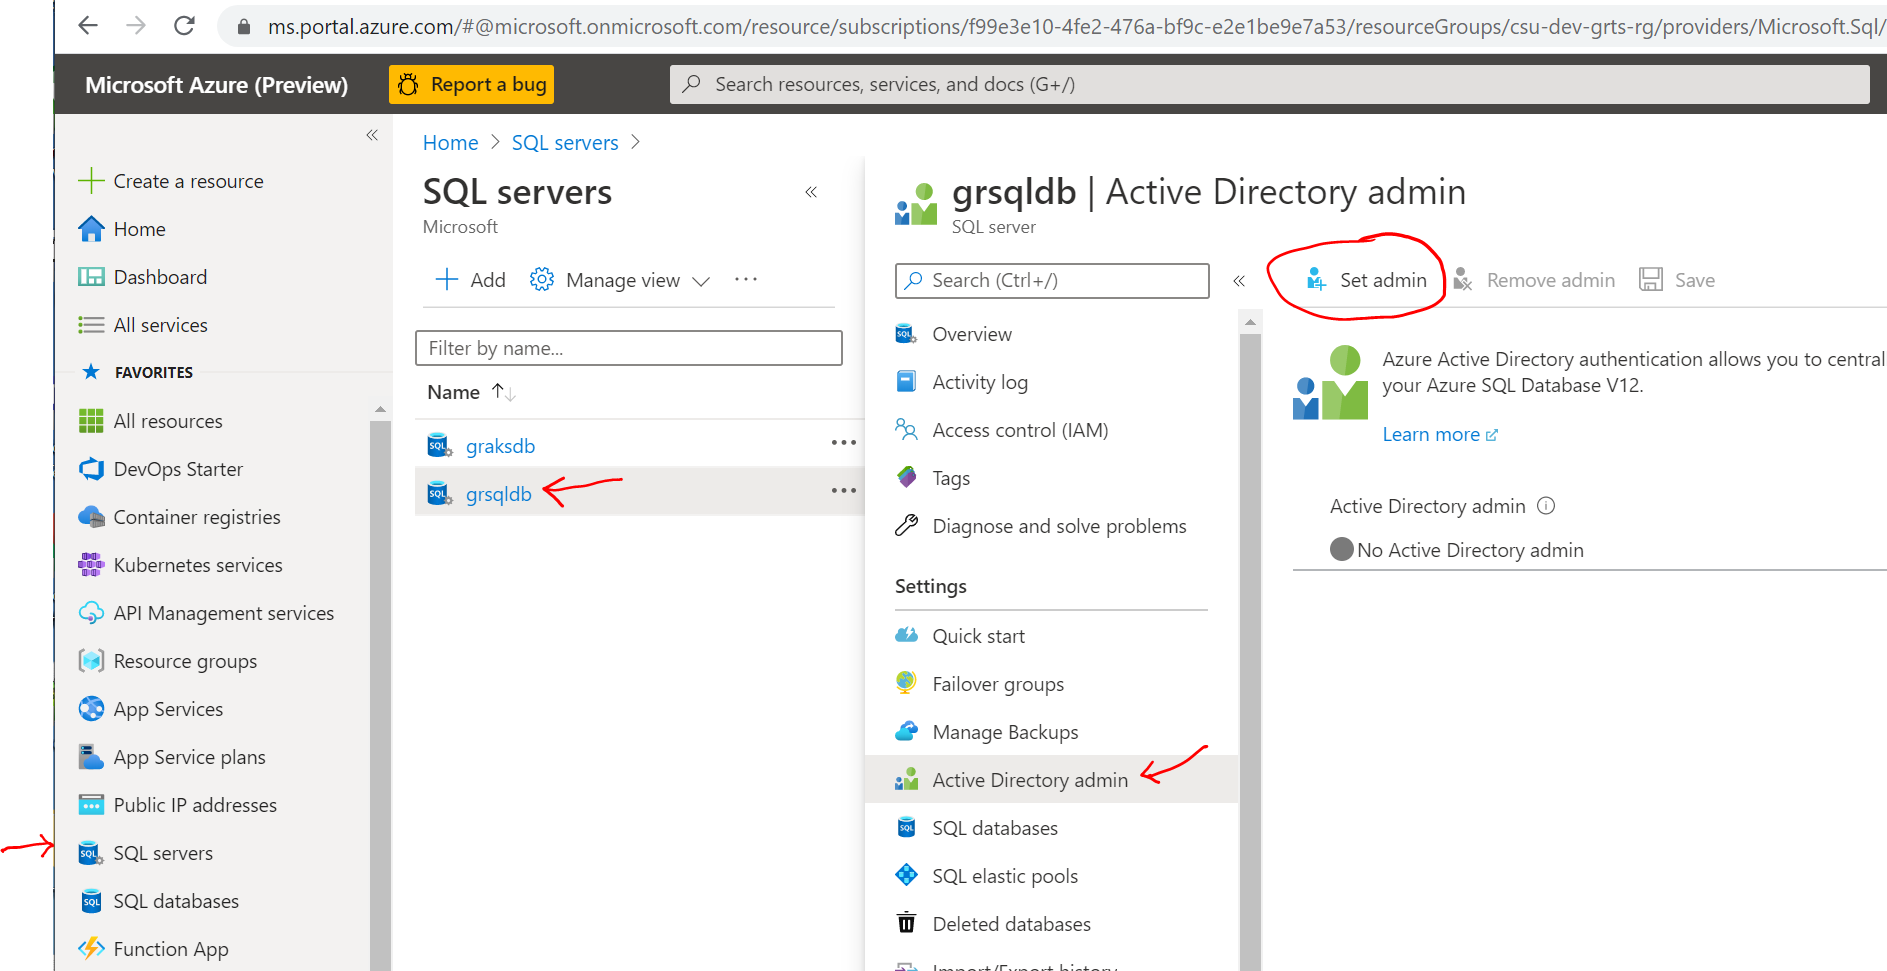 ms.portal.azure.com/#@microsoft.onmicrosoft.com/resource/subscriptions/f99e3e10-4fe2-476a-bf9c-e2e1be9e7a53/resourceGroups/csu-dev-grts-rg/providers/Microsoft.Sql/
Microsoft Azure (Preview)
Report a bug
Search resources, services, and docs (G+/)
Create a resource
Home
Dashboard
All services
FAVORITES
All resources
DevOps Starter
Container registries
Kubernetes services
API Management services
Resource groups
App Services
App Service plans
Public IP addresses
SQL servers
SQL databases
Function App
Home > SQL servers >
SQL servers
Microsoft
Add
Manage view
Filter by name...
Name
graksdb
grsqldb
grsqldb | Active Directory admin
SQL server
Search (Ctrl+/)
Overview
Activity log
Access control (IAM)
Tags
Diagnose and solve problems
Settings
Quick start
Failover groups
Manage Backups
Active Directory admin
SQL databases
SQL elastic pools
Deleted databases
Import/Export history
Set admin
Remove admin
Save
Azure Active Directory authentication allows you to central
your Azure SQL Database V12.
Learn more
Active Directory admin
No Active Directory admin